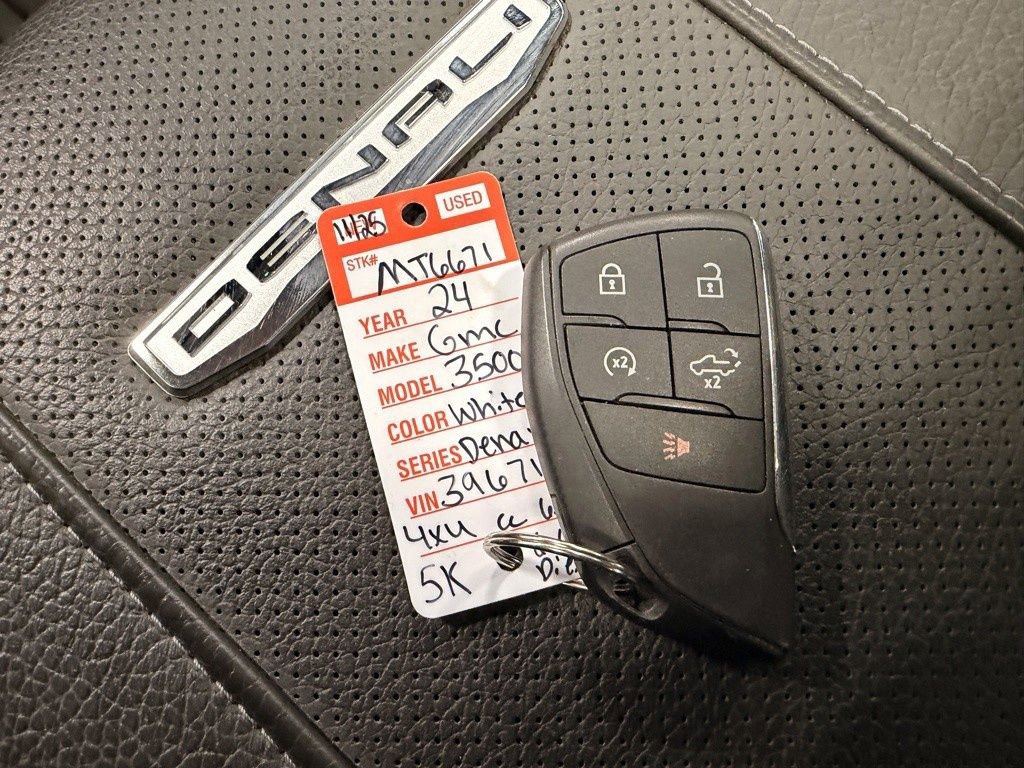 DENALI
11/25 USED
STK# MT6671
YEAR 24
MAKE Gmc
MODEL 3500
COLOR White
SERIES Dena
VIN 39671
4x4
5K
x2
x2